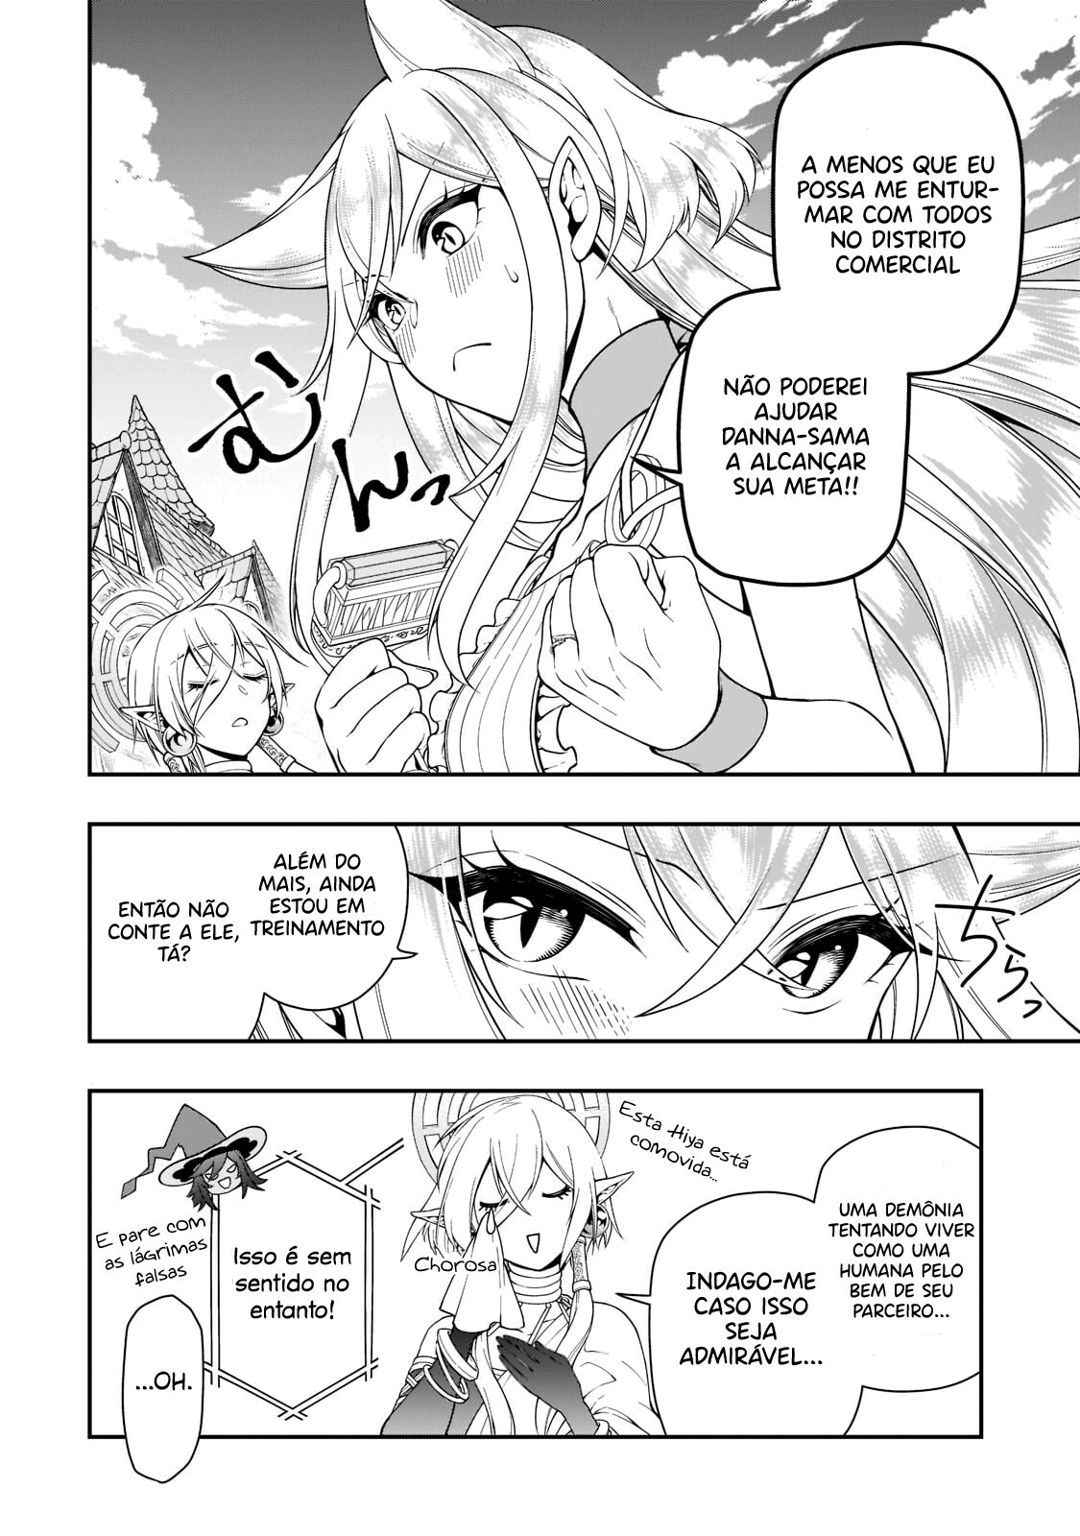 A MENOS QUE EU
POSSA ME ENTUR-
MAR COM TODOS
NO DISTRITO
COMERCIAL
NÃO PODEREI
AJUDAR
DANNA-SAMA
A ALCANÇAR
SUA META!!
むんっ
ALÉM DO
MAIS, AINDA
ESTOU EM
TREINAMENTO
ENTÃO NÃO
CONTE A ELE,
TÁ?
ちらっ
UMA DEMÔNIA
TENTANDO VIVER
COMO UMA
HUMANA PELO
BEM DE SEU
PARCEIRO...
INDAGO-ME
CASO ISSO
SEJA
ADMIRÁVEL...
Esta Hiya está
comovida...
Chorosa
Isso é sem
sentido no
entanto!
E pare com
as lágrimas
falsas
...OH.